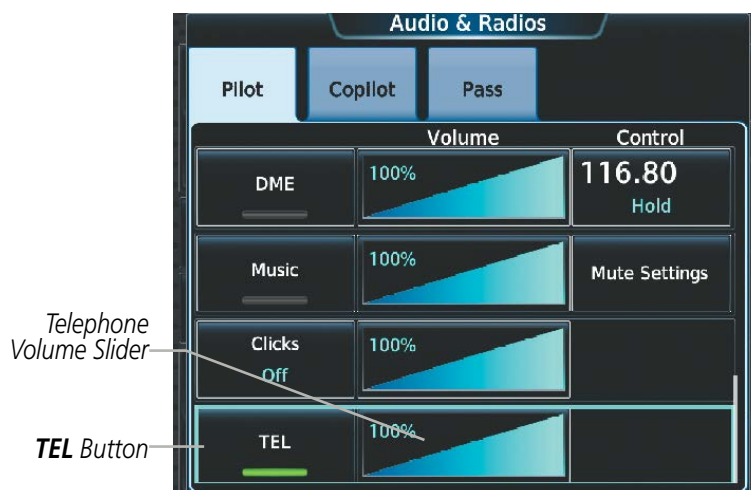 Audio & Radios
Pilot
Copilot
Pass
Volume
Control
DME
100%
116.80
Hold
Music
100%
Mute Settings
Telephone
Volume Slider
Clicks
Off
100%
TEL Button
TEL
100%